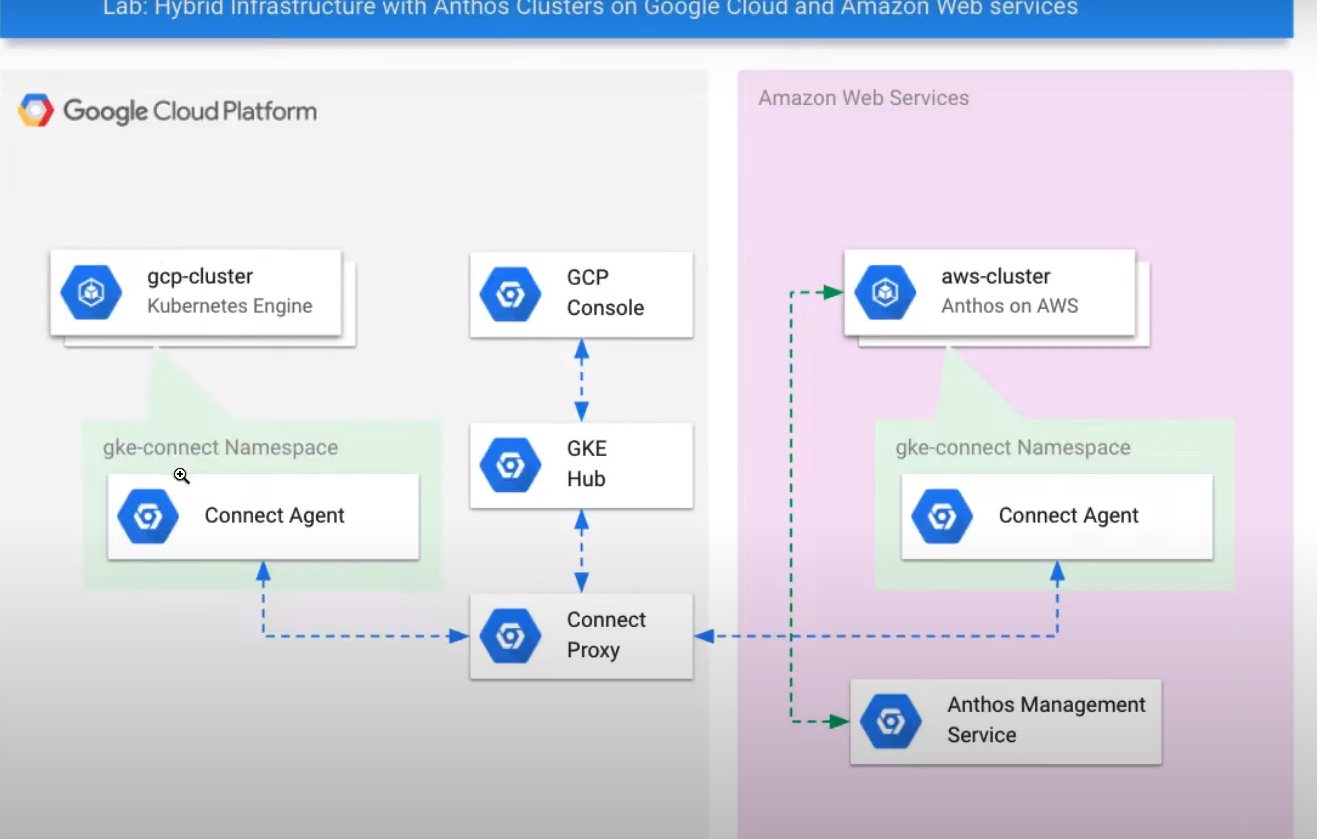 Lab: Hybrid Infrastructure with Anthos Clusters on Google Cloud and Amazon Web services
Google Cloud Platform
gcp-cluster
Kubernetes Engine
gke-connect Namespace
Connect Agent
GCP
Console
GKE
Hub
Connect
Proxy
Amazon Web Services
aws-cluster
Anthos on AWS
gke-connect Namespace
Connect Agent
Anthos Management
Service